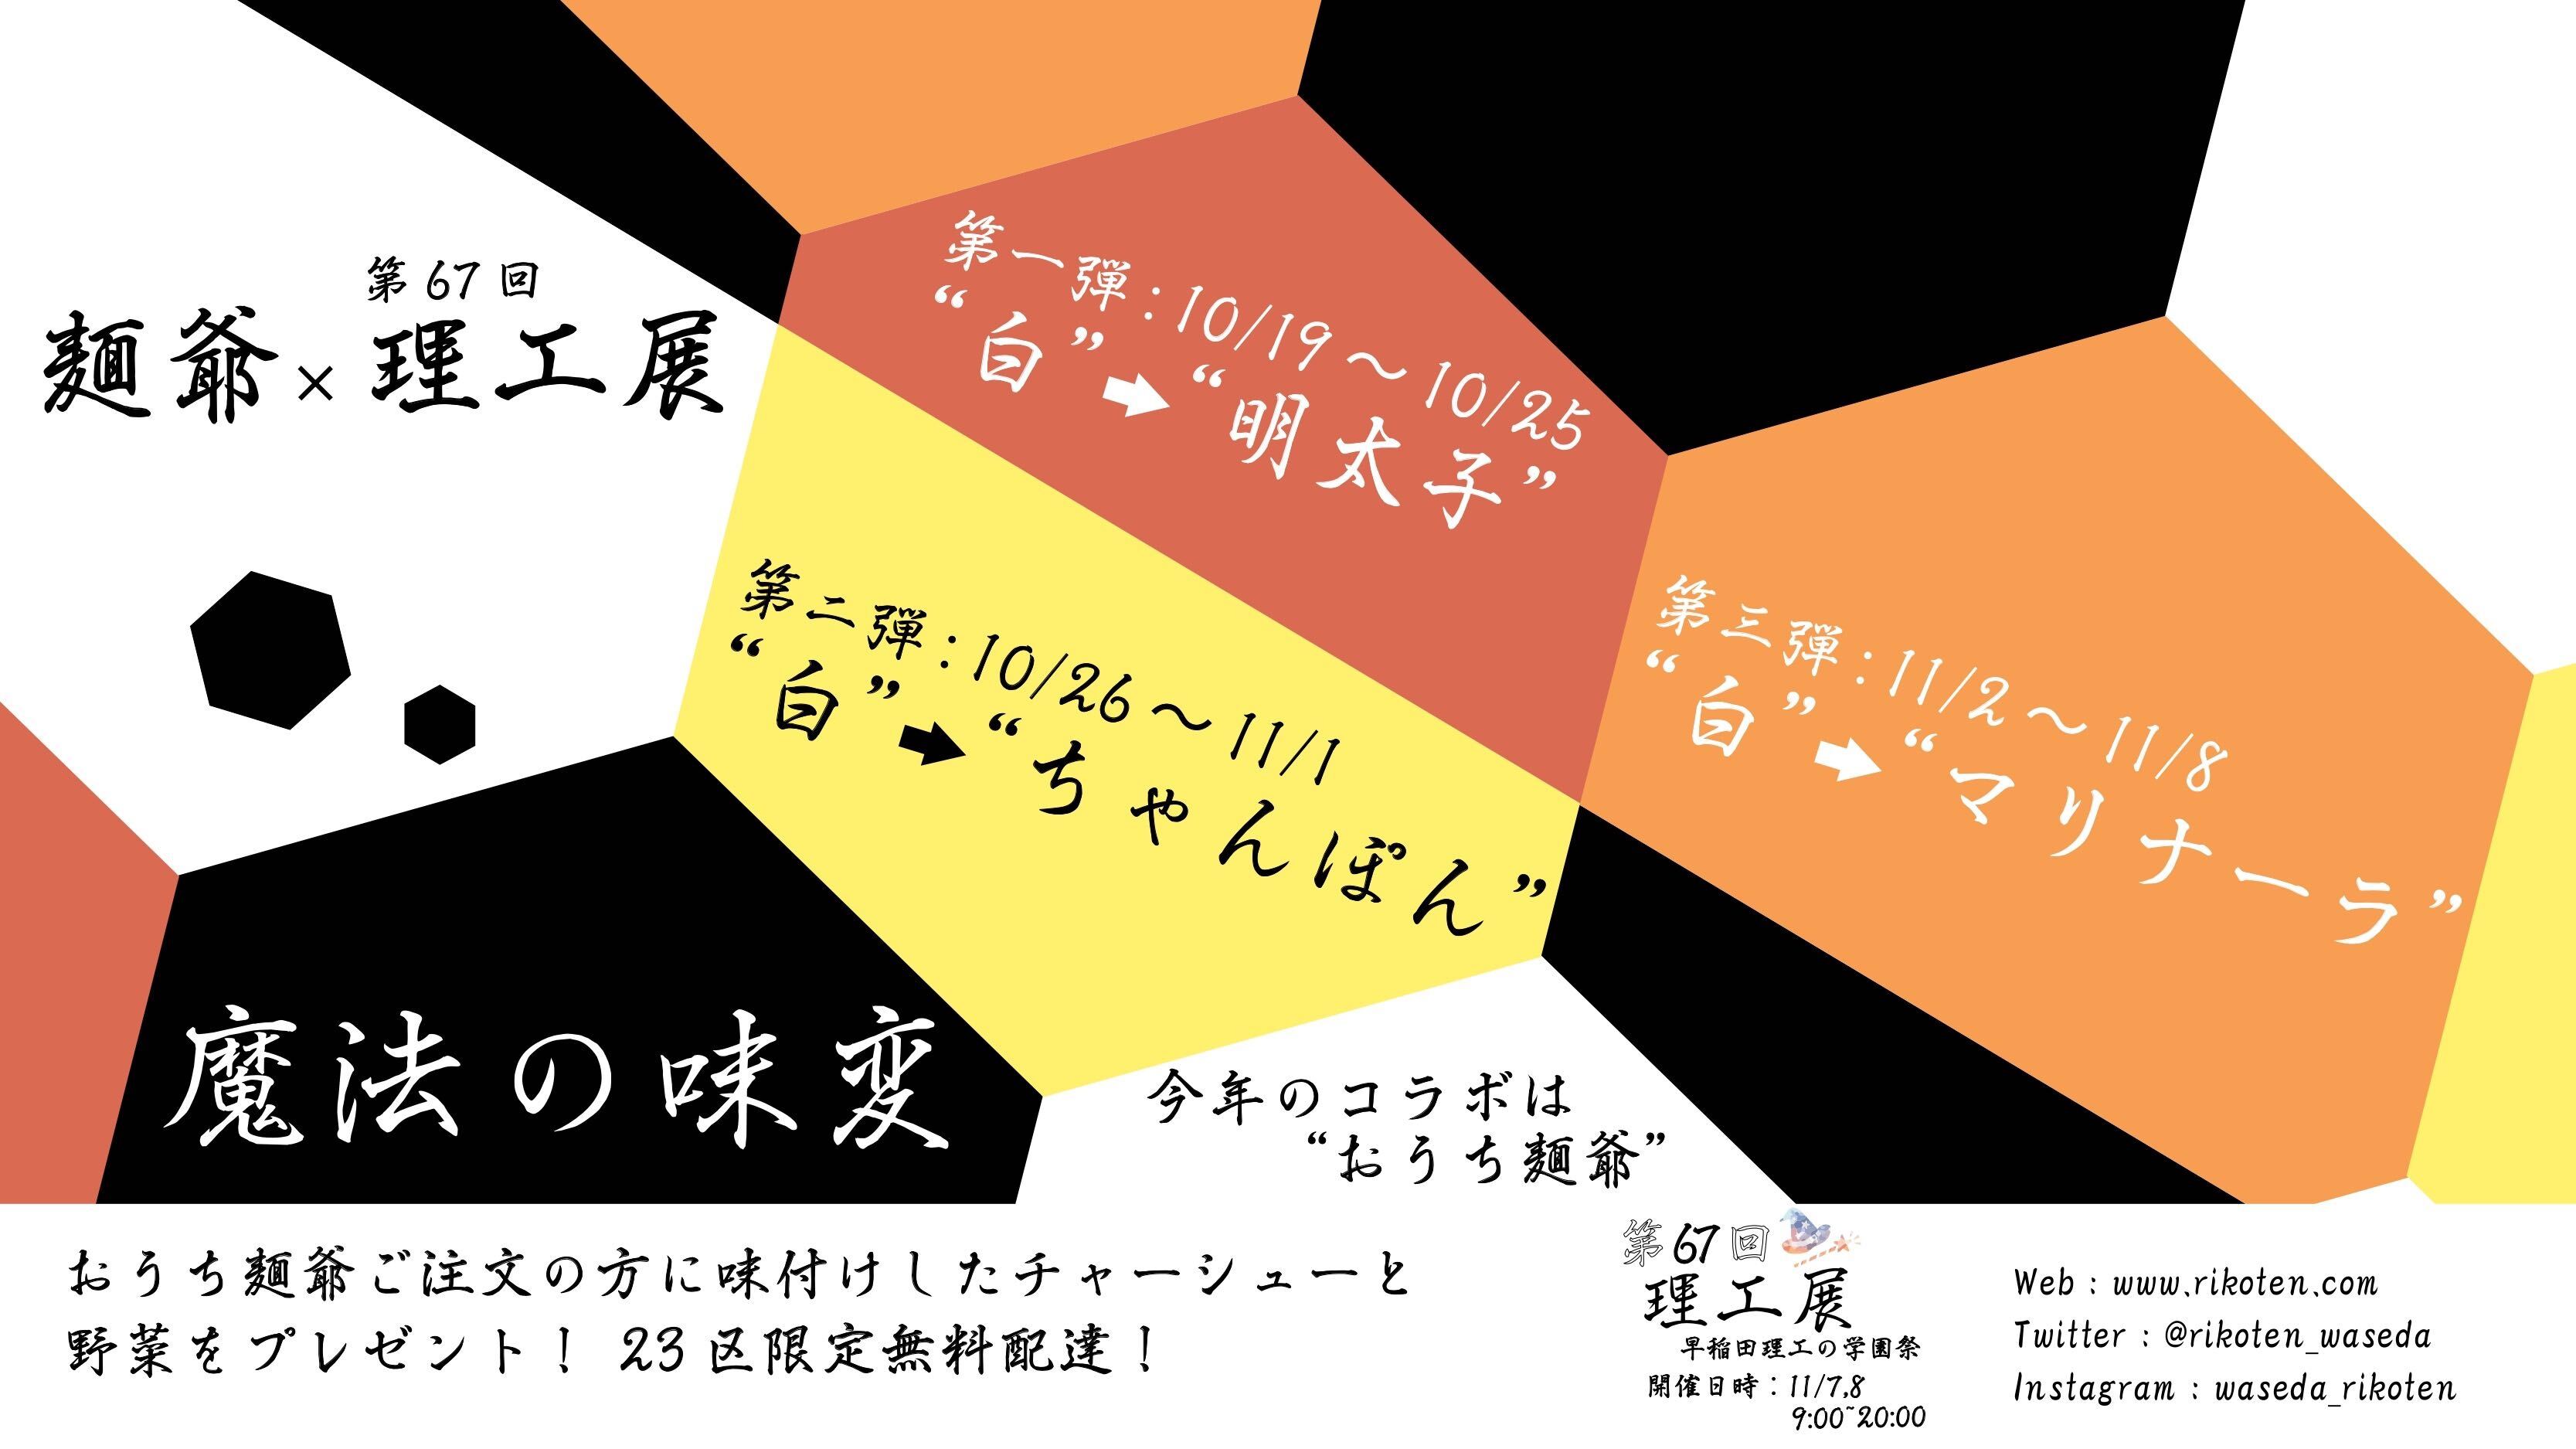 第67回
麺爺×理工展
第一弾：10/19～10/25
“白”➡“明太子”
第二弾：10/26～11/1
“白”➡“ちゃんぽん”
第三弾：11/2～11/8
“白”➡“マリナーラ”
魔法の味変
今年のコラボは
“おうち麺爺”
おうち麺爺ご注文の方に味付けしたチャーシューと
野菜をプレゼント！ 23区限定無料配達！
第67回
理工展
早稲田理工の学園祭
開催日時：11/7,8
9:00~20:00
Web : www.rikoten.com
Twitter : @rikoten_waseda
Instagram : waseda_rikoten